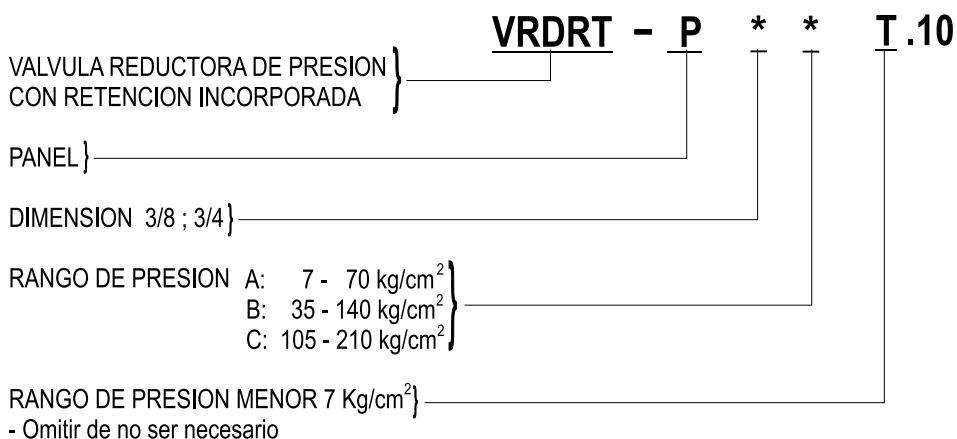 VRDRT - P * * T.10
VALVULA REDUCTORA DE PRESION
CON RETENCION INCORPORADA
PANEL
DIMENSION 3/8 ; 3/4
RANGO DE PRESION A: 7 - 70 kg/cm²
B: 35 - 140 kg/cm²
C: 105 - 210 kg/cm²
RANGO DE PRESION MENOR 7 Kg/cm²
- Omitir de no ser necesario